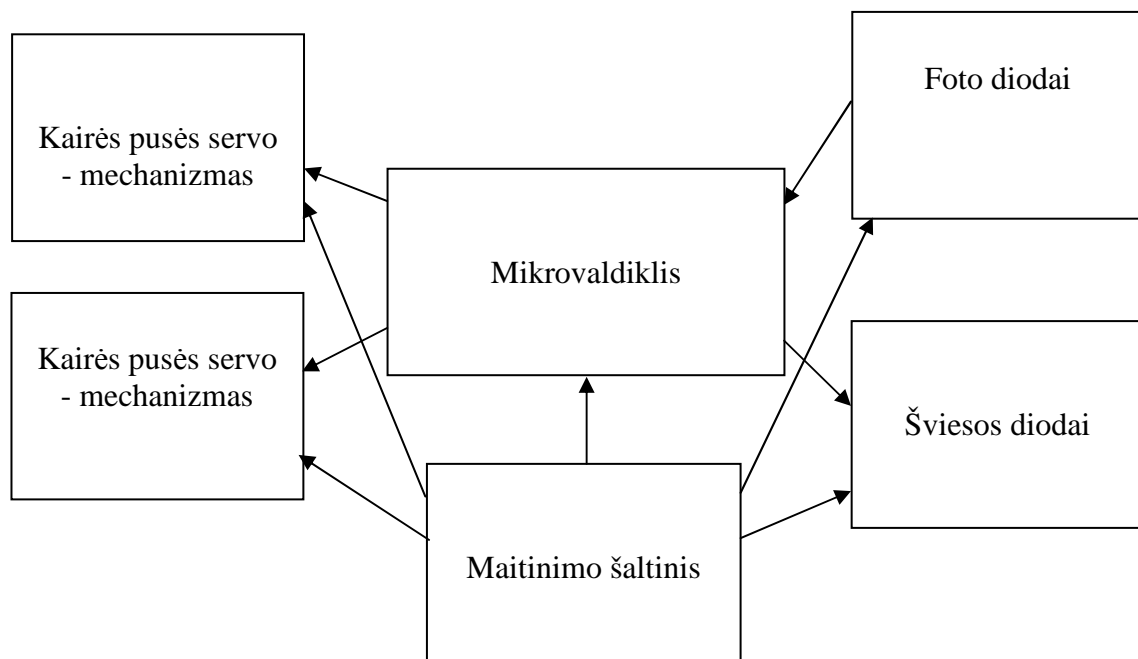 Kairės pusės servo
- mechanizmas
Foto diodai
Mikrovaldiklis
Kairės pusės servo
- mechanizmas
Šviesos diodai
Maitinimo šaltinis